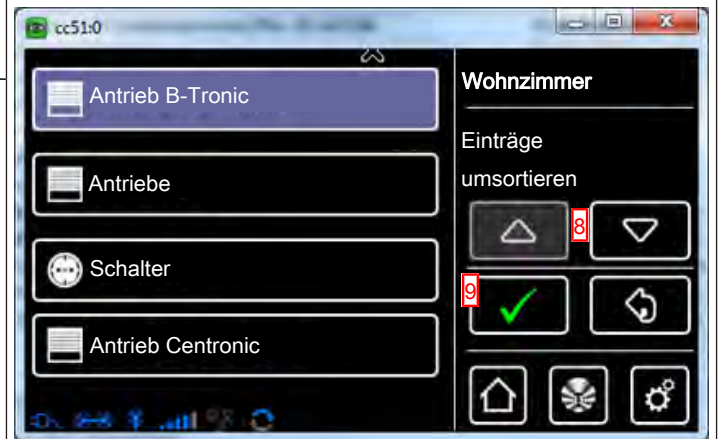 cc51:0
Antrieb B-Tronic
Antriebe
Schalter
Antrieb Centronic
Wohnzimmer
Einträge
umsortieren
8
9